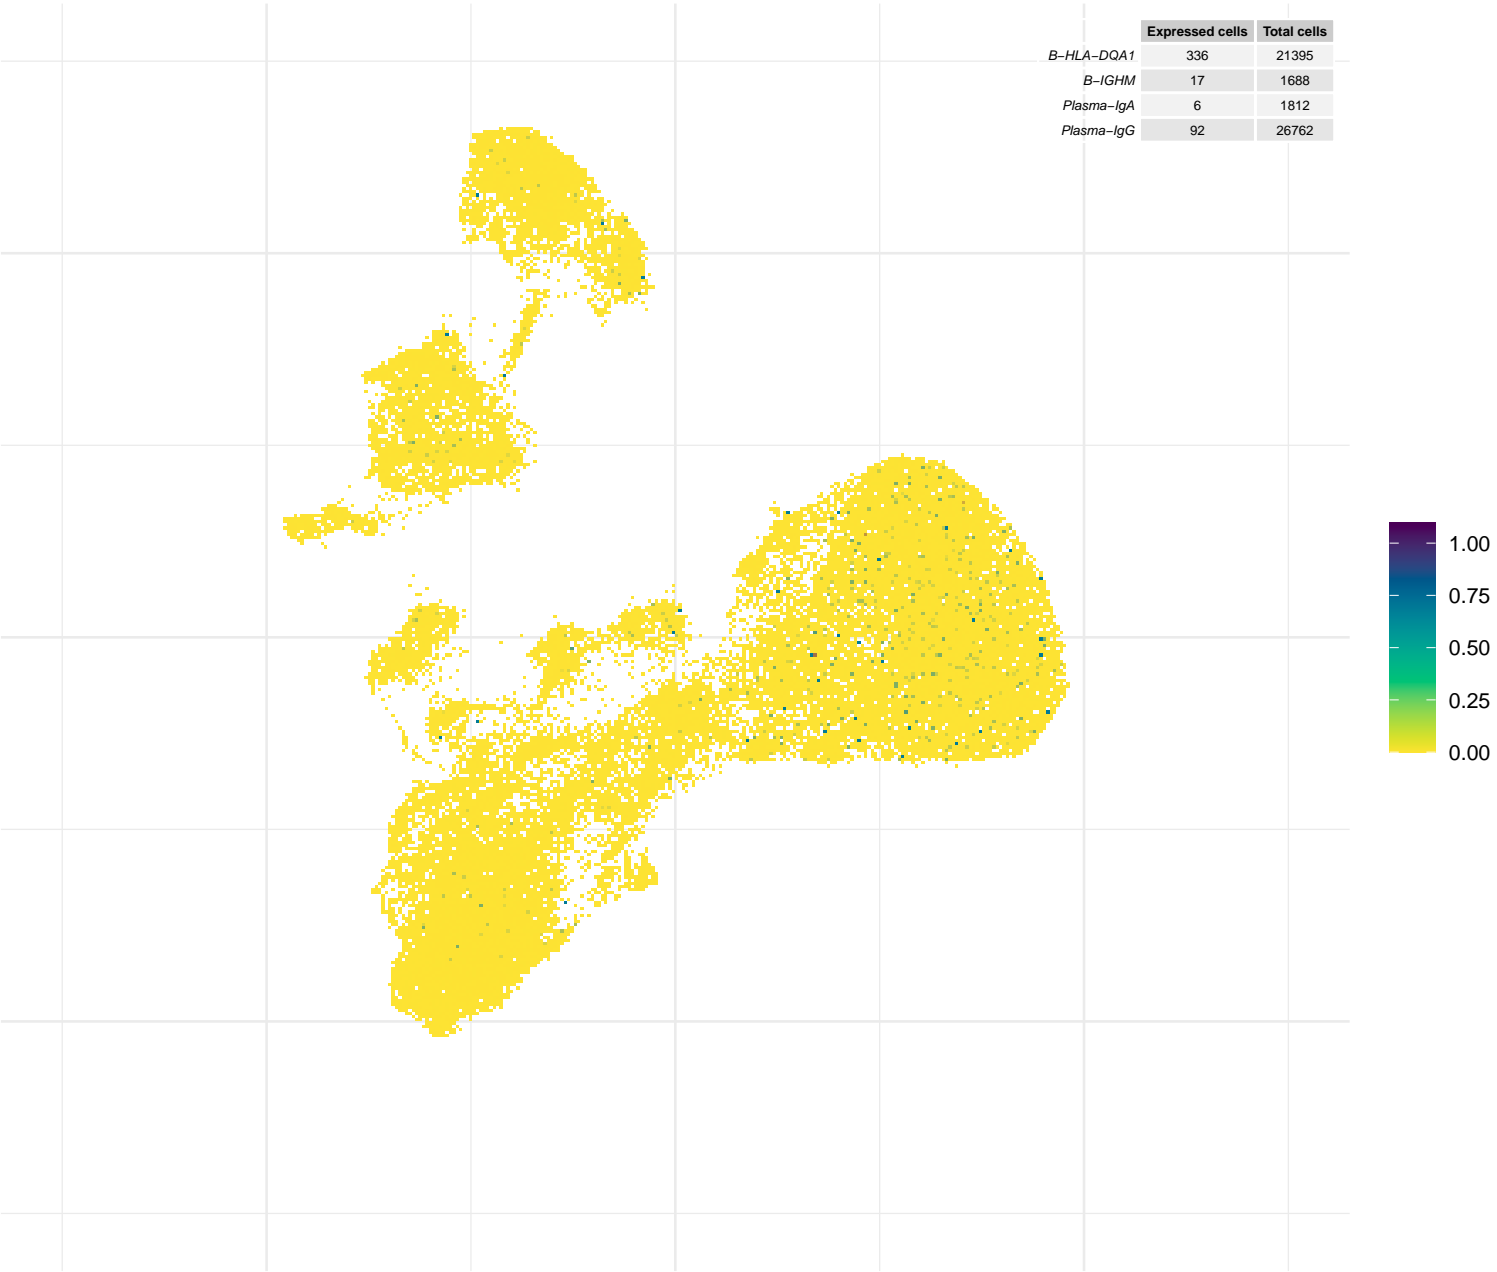 Expressed cells Total cells
B−HLA−DQA1 336 21395
B−IGHM 17 1688
Plasma−IgA 6 1812
Plasma−IgG 92 26762
1.00
0.75
0.50
0.25
0.00